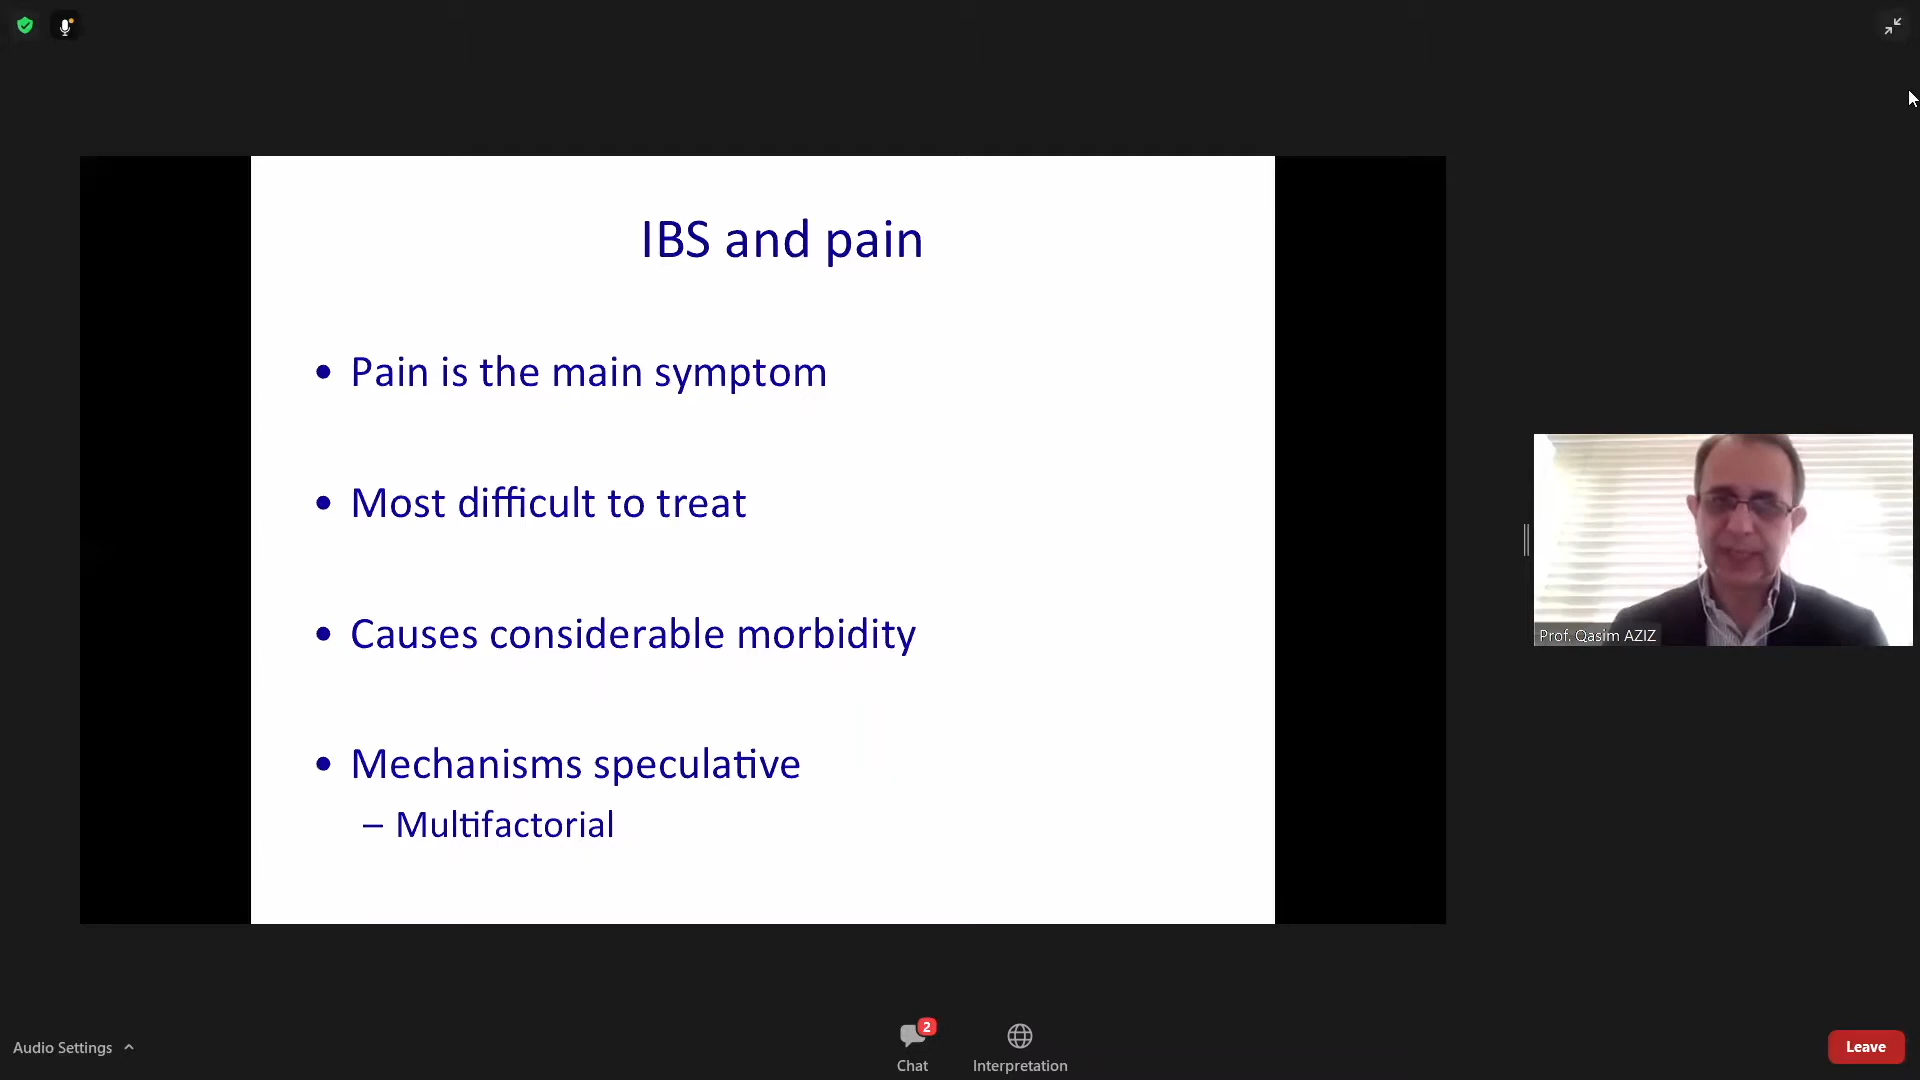 IBS and pain
• Pain is the main symptom
• Most difficult to treat
• Causes considerable morbidity
• Mechanisms speculative
– Multifactorial
Prof. Qasim AZIZ
Audio Settings
2
Chat
Interpretation
Leave